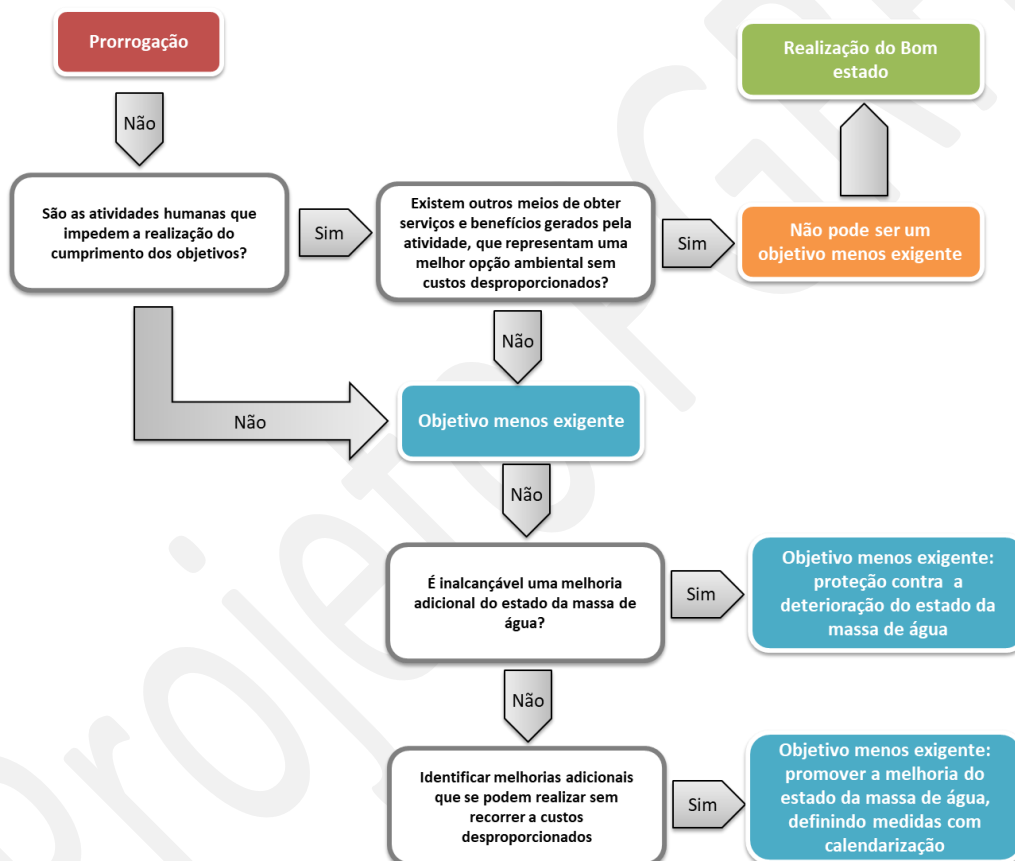 Prorrogação
Realização do Bom
estado
Não
São as atividades humanas que
impedem a realização do
cumprimento dos objetivos?
Sim
Existem outros meios de obter
serviços e benefícios gerados pela
atividade, que representam uma
melhor opção ambiental sem
custos desproporcionados?
Sim
Não pode ser um
objetivo menos exigente
Não
Não
Objetivo menos exigente
Não
É inalcançável uma melhoria
adicional do estado da massa de
água?
Sim
Objetivo menos exigente:
proteção contra a
deterioração do estado da
massa de água
Não
Identificar melhorias adicionais
que se podem realizar sem
recorrer a custos
desproporcionados
Sim
Objetivo menos exigente:
promover a melhoria do
estado da massa de água,
definindo medidas com
calendarização